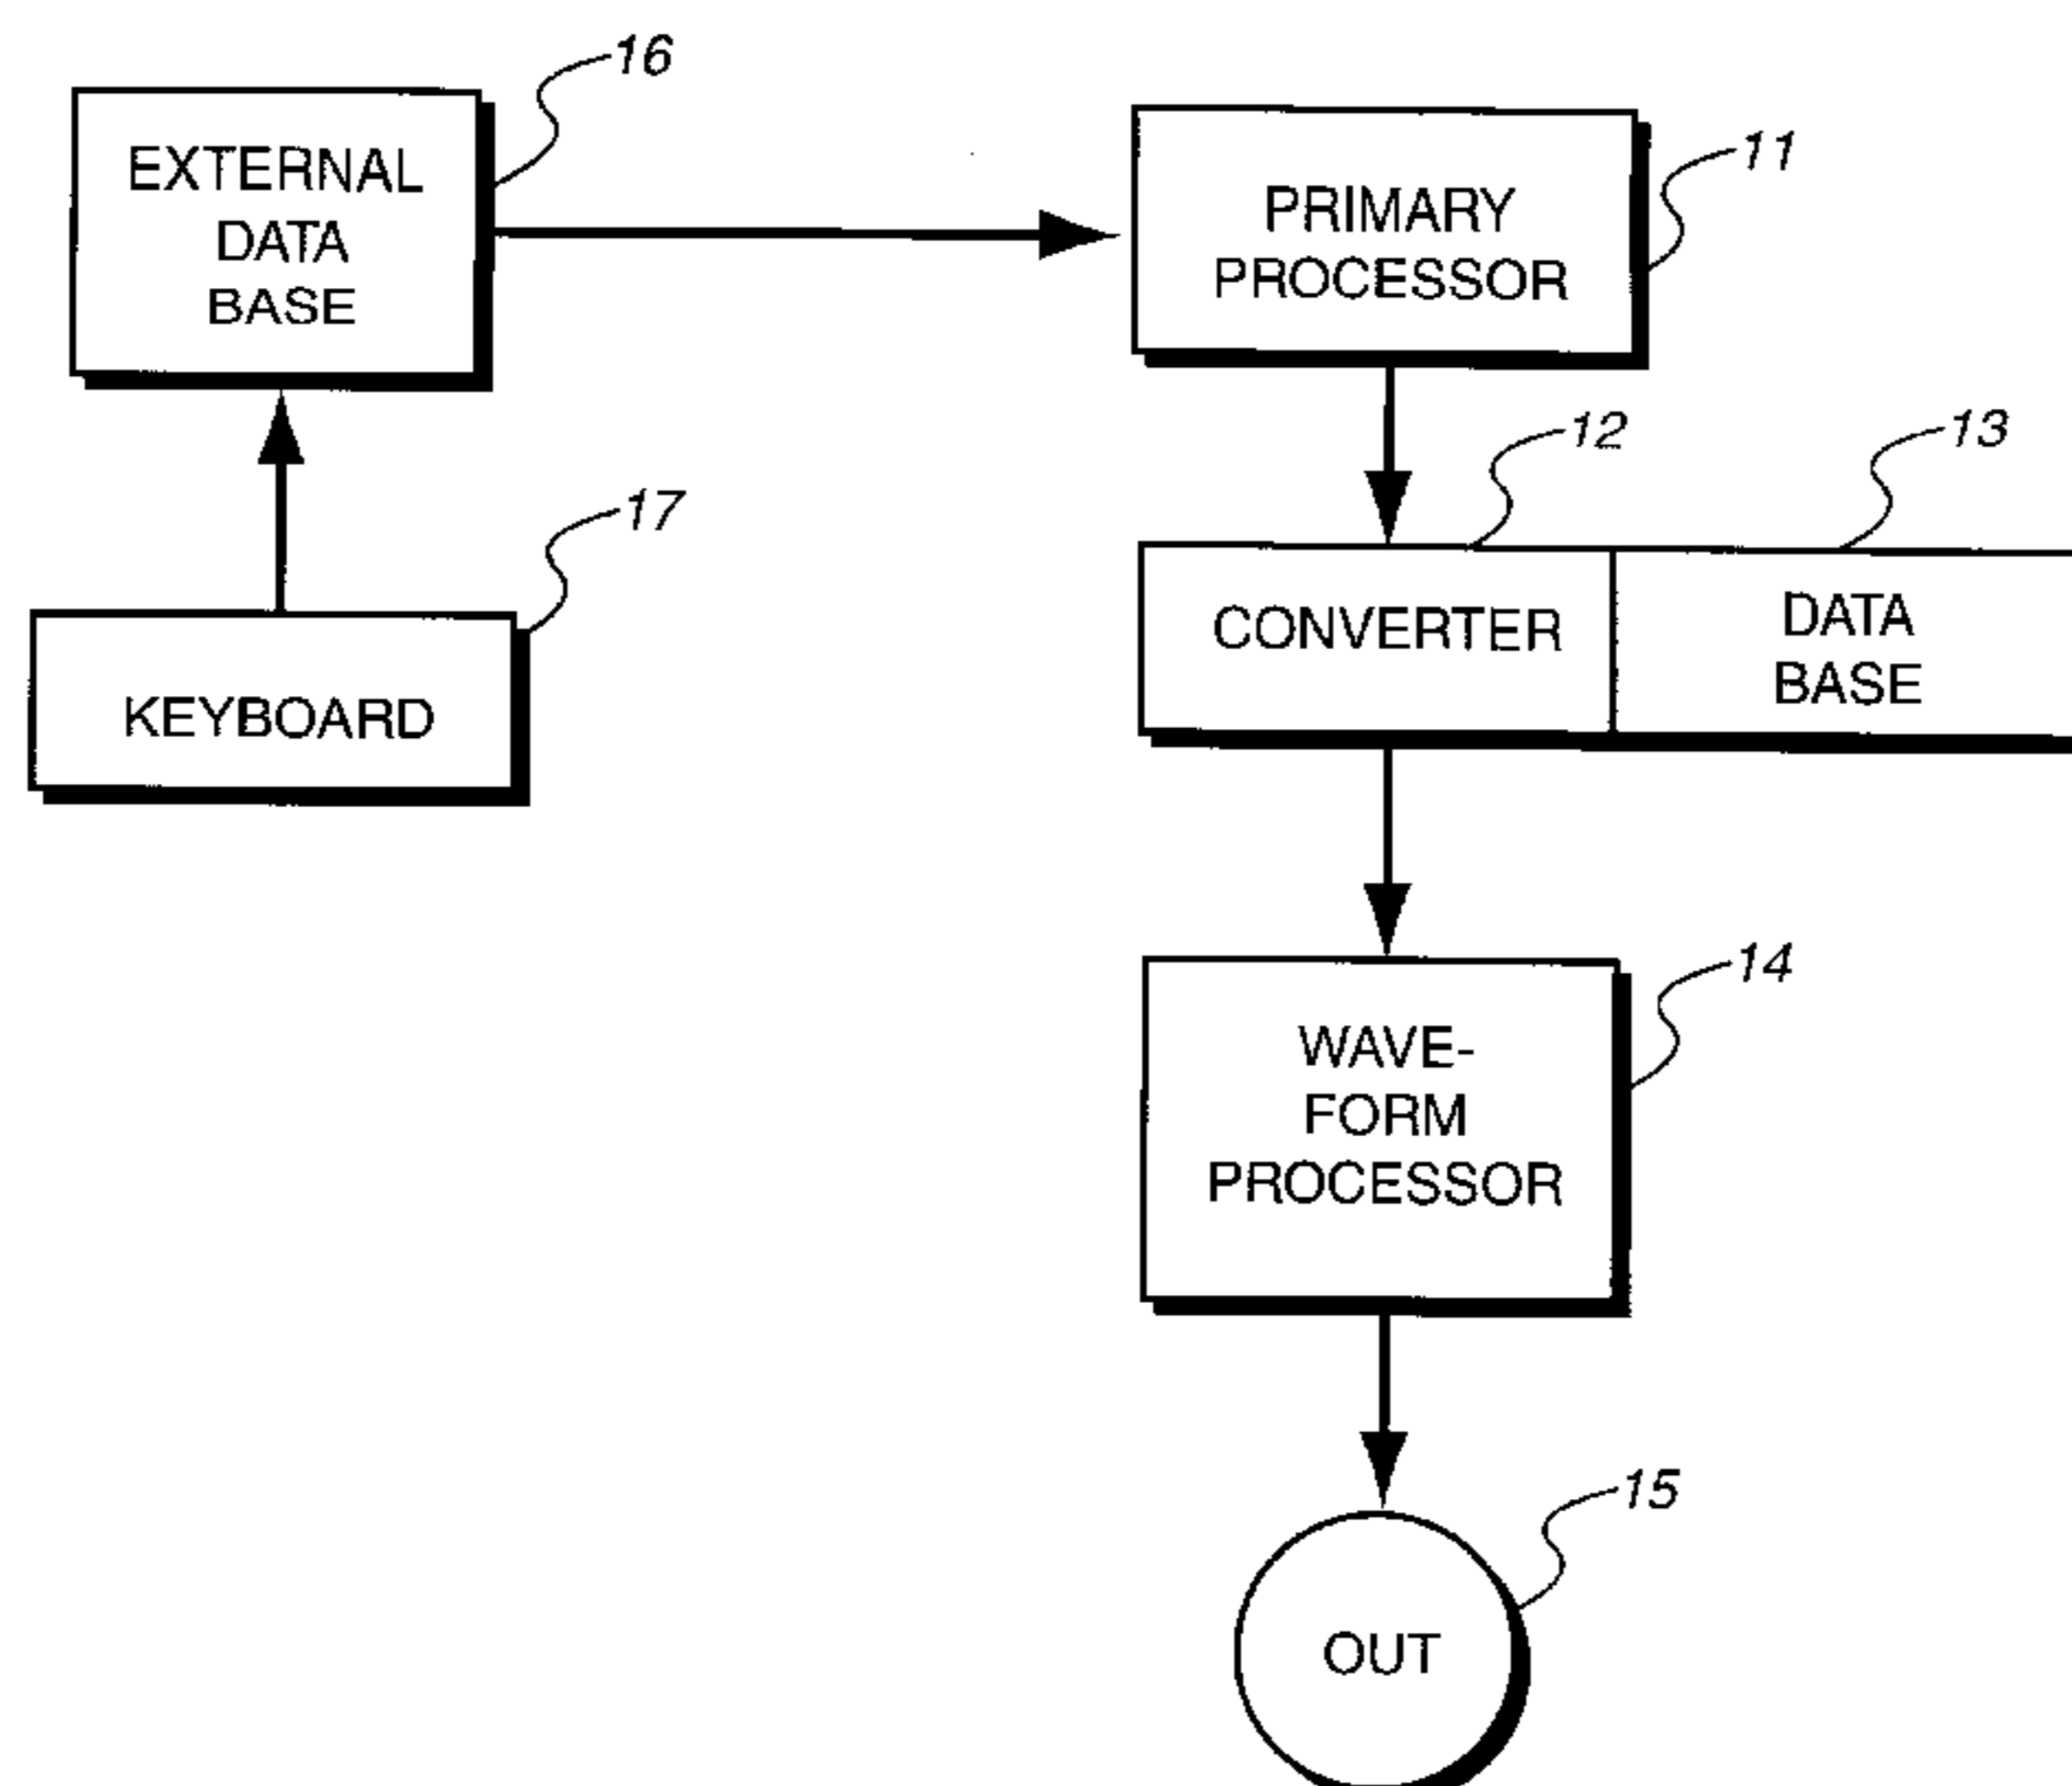 16
EXTERNAL
DATA
BASE
11
PRIMARY
PROCESSOR
12
13
CONVERTER
DATA
BASE
17
KEYBOARD
14
WAVE-
FORM
PROCESSOR
15
OUT